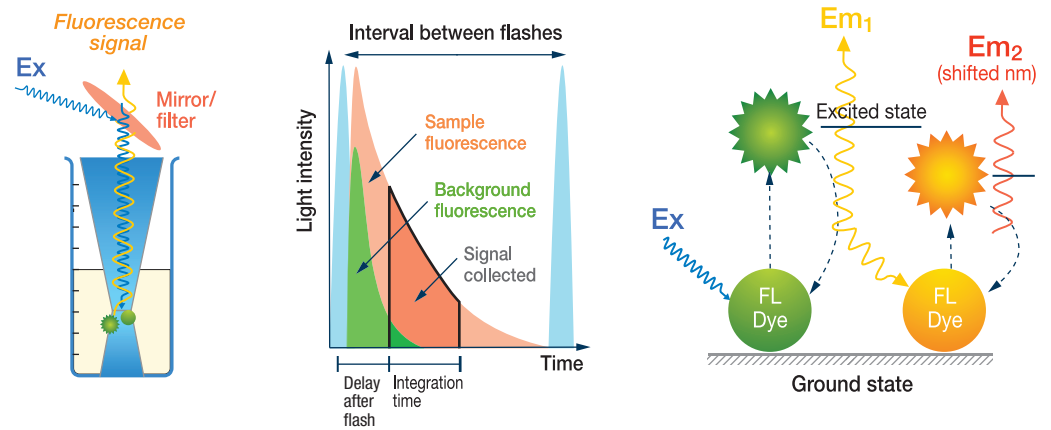 Fluorescence
signal
Ex
Mirror/
filter
Interval between flashes
Light intensity
Sample
fluorescence
Background
fluorescence
Signal
collected
Time
Delay
after
flash
Integration
time
Em1
Em2
(shifted nm)
Excited state
Ex
FL
Dye
FL
Dye
Ground state